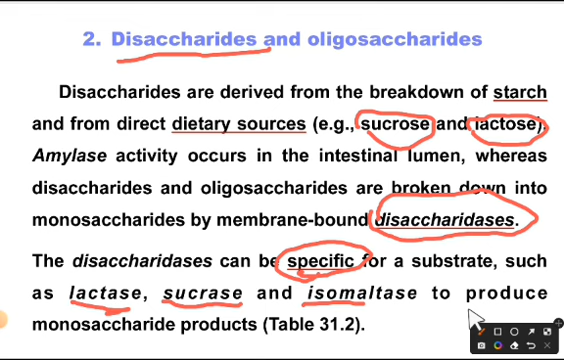 2. Disaccharides and oligosaccharides
Disaccharides are derived from the breakdown of starch
and from direct dietary sources (e.g., sucrose and lactose).
Amylase activity occurs in the intestinal lumen, whereas
disaccharides and oligosaccharides are broken down into
monosaccharides by membrane-bound disaccharidases.
The disaccharidases can be specific for a substrate, such
as lactase, sucrase and isomaltase to produce
monosaccharide products (Table 31.2).